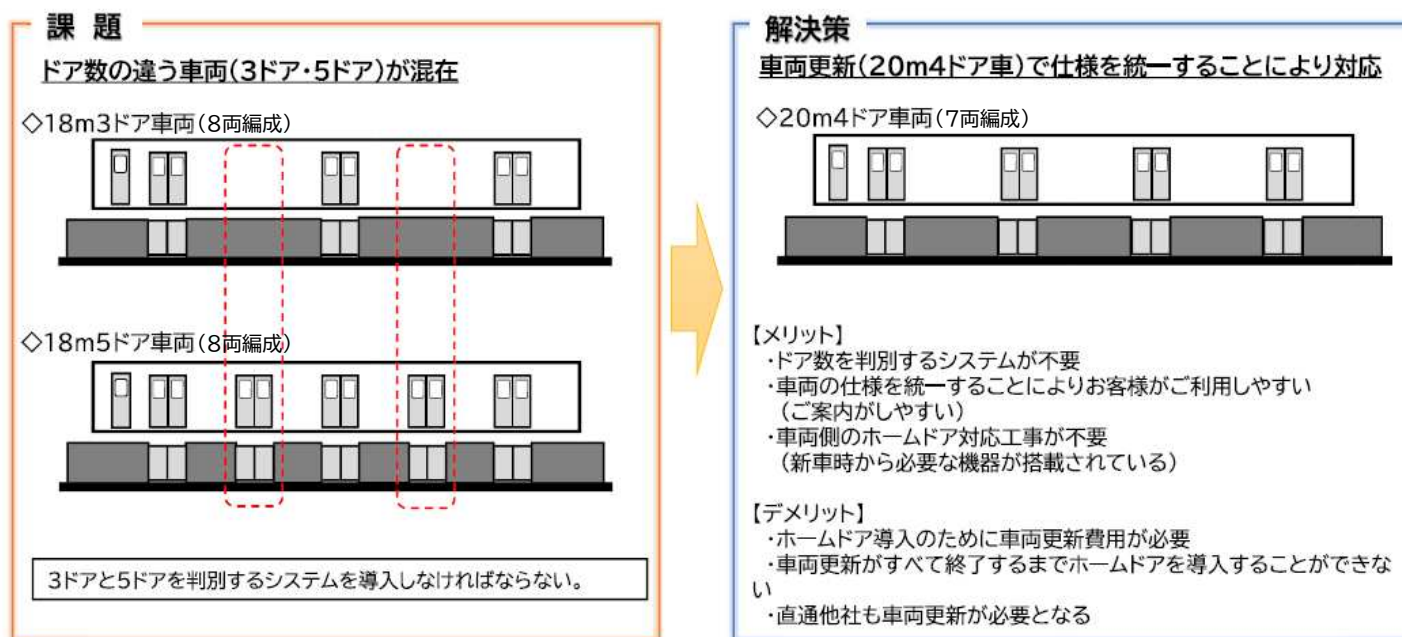 課 題
ドア数の違う車両(3ドア・5ドア)が混在
◇18m3ドア車両(8両編成)
◇18m5ドア車両(8両編成)
3ドアと5ドアを判別するシステムを導入しなければならない。
解決策
車両更新(20m4ドア車)で仕様を統一することにより対応
◇20m4ドア車両(7両編成)
【メリット】
・ドア数を判別するシステムが不要
・車両の仕様を統一することによりお客様がご利用しやすい
(ご案内がしやすい)
・車両側のホームドア対応工事が不要
(新車時から必要な機器が搭載されている)
【デメリット】
・ホームドア導入のために車両更新費用が必要
・車両更新がすべて終了するまでホームドアを導入することができな
い
・直通他社も車両更新が必要となる